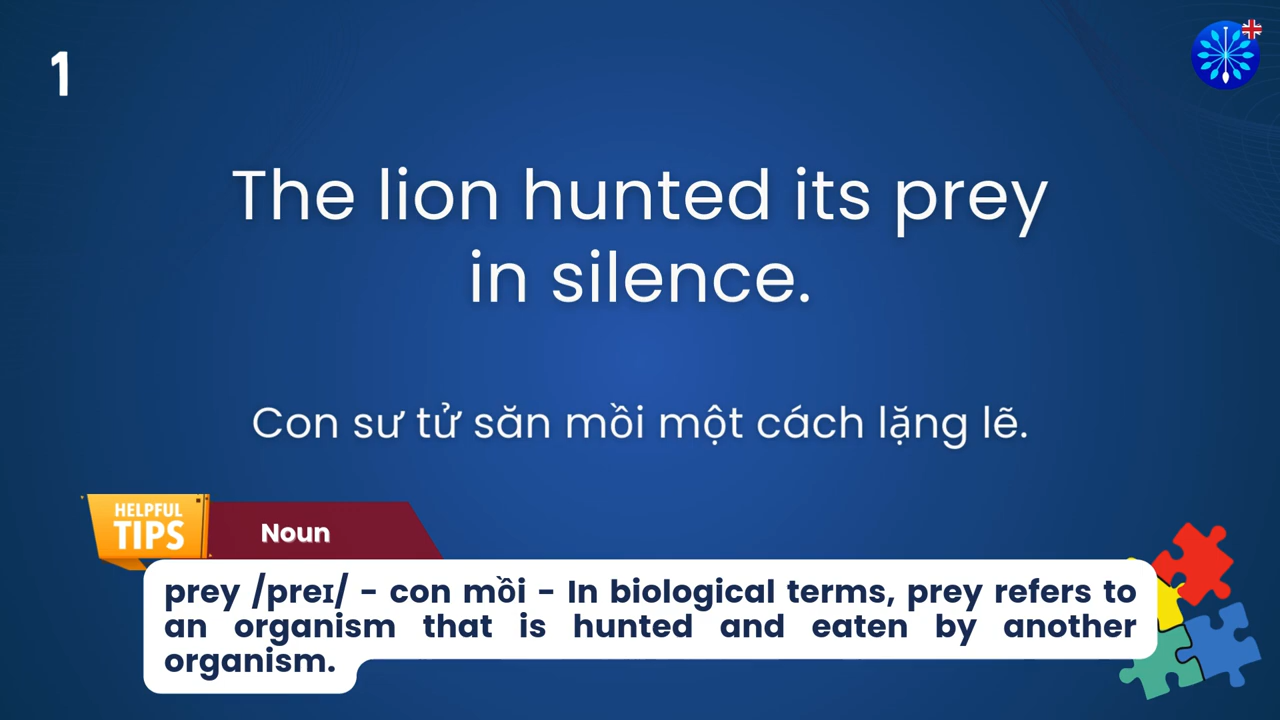 1
The lion hunted its prey
in silence.
Con sư tử săn mồi một cách lặng lẽ.
HELPFUL
TIPS
Noun
prey /preɪ/ - con mồi - In biological terms, prey refers to
an organism that is hunted and eaten by another
organism.